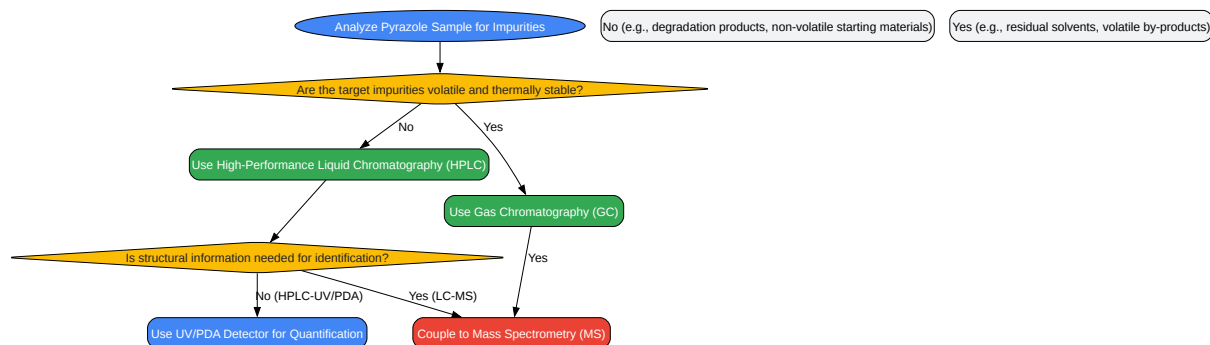 Analyze Pyrazole Sample for Impurities
No (e.g., degradation products, non-volatile starting materials)
Yes (e.g., residual solvents, volatile by-products)
Are the target impurities volatile and thermally stable?
No
Yes
Use High-Performance Liquid Chromatography (HPLC)
Use Gas Chromatography (GC)
Is structural information needed for identification?
Yes
No (HPLC-UV/PDA)
Yes (LC-MS)
Use UV/PDA Detector for Quantification
Couple to Mass Spectrometry (MS)